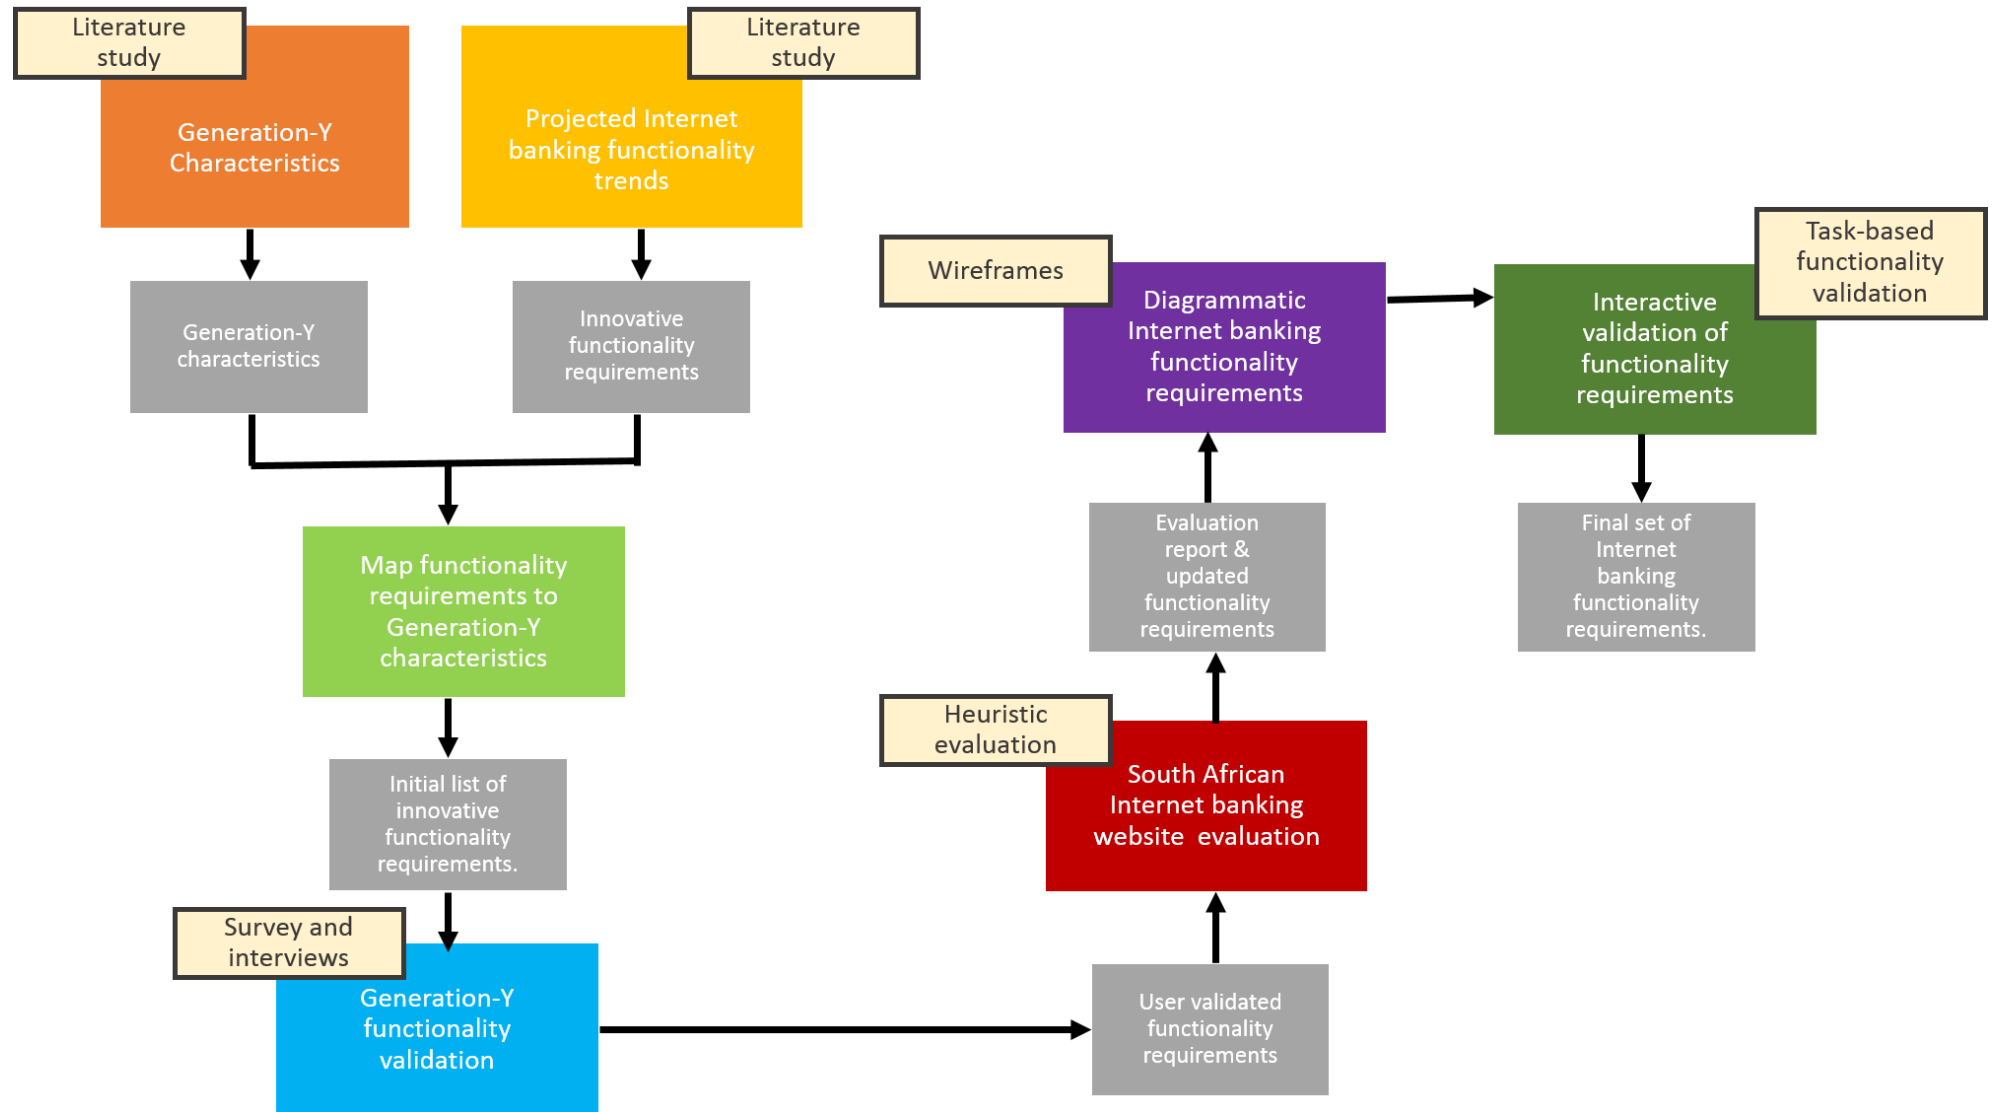 Literature
study
Generation-Y
Characteristics
Literature
study
Projected Internet
banking functionality
trends
Generation-Y
characteristics
Innovative
functionality
requirements
Map functionality
requirements to
Generation-Y
characteristics
Initial list of
innovative
functionality
requirements.
Survey and
interviews
Generation-Y
functionality
validation
User validated
functionality
requirements
Heuristic
evaluation
South African
Internet banking
website  evaluation
Evaluation
report &
updated
functionality
requirements
Wireframes
Diagrammatic
Internet banking
functionality
requirements
Task-based
functionality
validation
Interactive
validation of
functionality
requirements
Final set of
Internet
banking
functionality
requirements.